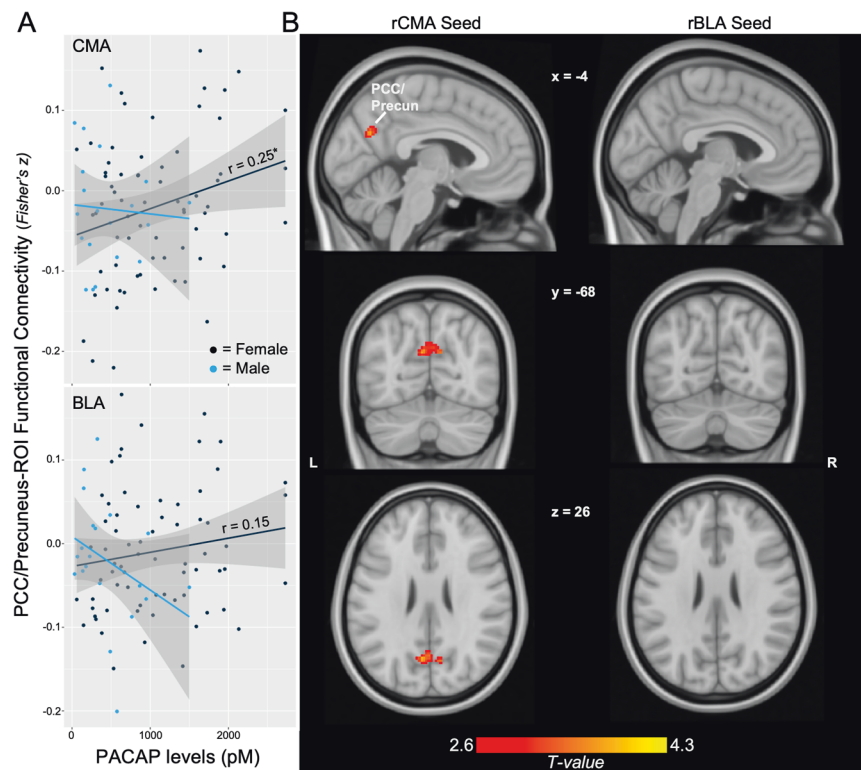 A
CMA
0.1
0.0
-0.1
-0.2
r = 0.25*
= Female
= Male
BLA
0.1
0.0
-0.1
-0.2
r = 0.15
0
1000
2000
PACAP levels (pM)
PCC/Precuneus-ROI Functional Connectivity (Fisher's z)
B
rCMA Seed
rBLA Seed
PCC/
Precun
x = -4
y = -68
L
R
z = 26
2.6
4.3
T-value